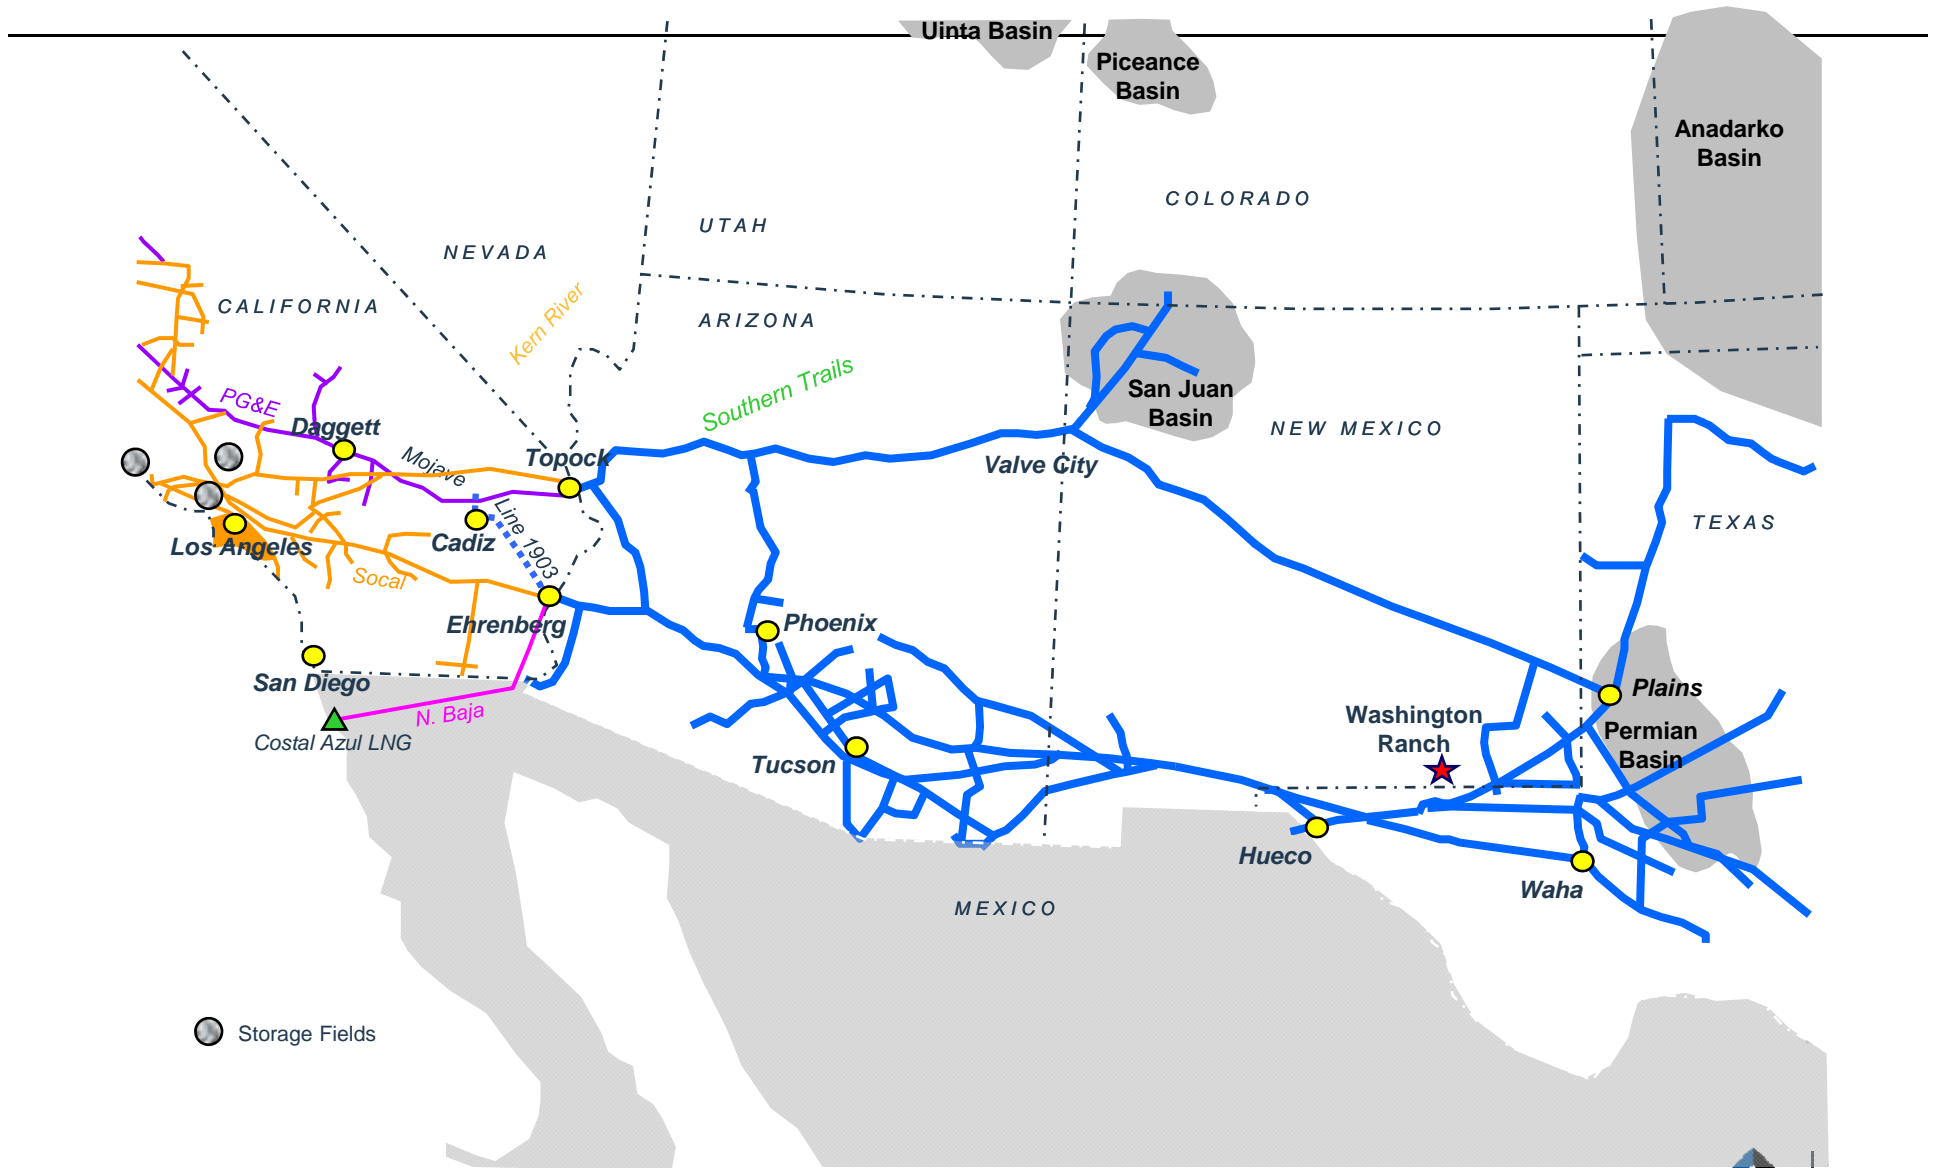 Uinta Basin
Piceance
Basin
Anadarko
Basin
COLORADO
UTAH
NEVADA
CALIFORNIA
Kern River
ARIZONA
Southern Trails
San Juan
Basin
NEW MEXICO
PG&E
Daggett
Mojave
Topock
Valve City
Line 1903
TEXAS
Cadiz
Los Angeles
Socal
Ehrenberg
Phoenix
San Diego
N. Baja
Costal Azul LNG
Tucson
Washington
Ranch
Plains
Permian
Basin
Hueco
Waha
MEXICO
Storage Fields